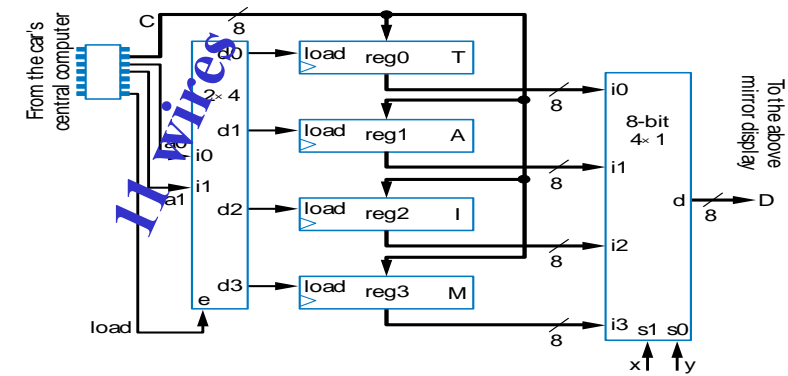 C
8
From the car's
central computer
11 wires
2×4
d0
d1
d2
d3
a0
i0
a1
i1
e
load
load
reg0
T
load
reg1
A
load
reg2
I
load
reg3
M
8
8
8
8
i0
i1
i2
i3
8-bit
4×1
d
s1 s0
x
y
8
D
To the above
mirror display